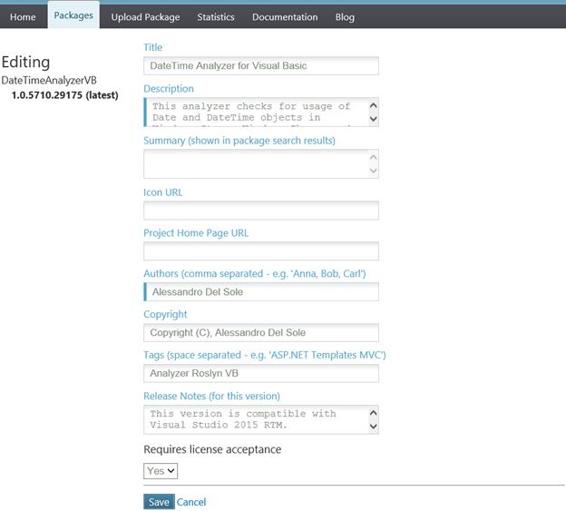 Home Packages Upload Package Statistics Documentation Blog
Editing
DateTimeAnalyzerVB
1.0.5710.29175 (latest)
Title
DateTime Analyzer for Visual Basic
Description
This analyzer checks for usage of
Date and DateTime objects in
Summary (shown in package search results)
Icon URL
Project Home Page URL
Authors (comma separated - e.g. 'Anna, Bob, Carl')
Alessandro Del Sole
Copyright
Copyright (C), Alessandro Del Sole
Tags (space separated - e.g. 'ASP.NET Templates MVC')
Analyzer Roslyn VB
Release Notes (for this version)
This version is compatible with
Visual Studio 2015 RTM.
Requires license acceptance
Yes
Save Cancel